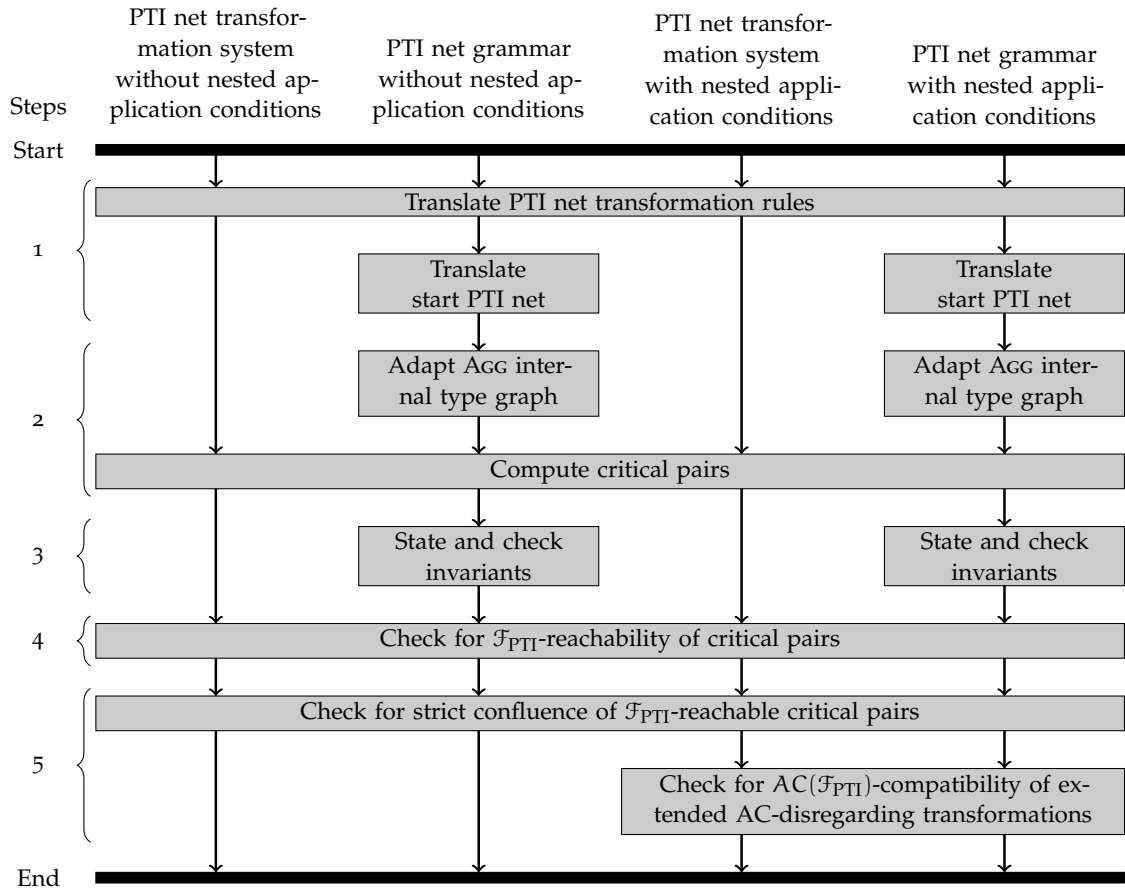 PTI net transfor-
mation system
without nested ap-
plication conditions
PTI net grammar
without nested ap-
plication conditions
PTI net transfor-
mation system
with nested appli-
cation conditions
PTI net grammar
with nested appli-
cation conditions
Steps
Start
Translate PTI net transformation rules
1
Translate
start PTI net
Translate
start PTI net
Adapt AGG inter-
nal type graph
Adapt AGG inter-
nal type graph
2
Compute critical pairs
3
State and check
invariants
State and check
invariants
4
Check for ℱPTI-reachability of critical pairs
Check for strict confluence of ℱPTI-reachable critical pairs
5
Check for AC(ℱPTI)-compatibility of ex-
tended AC-disregarding transformations
End